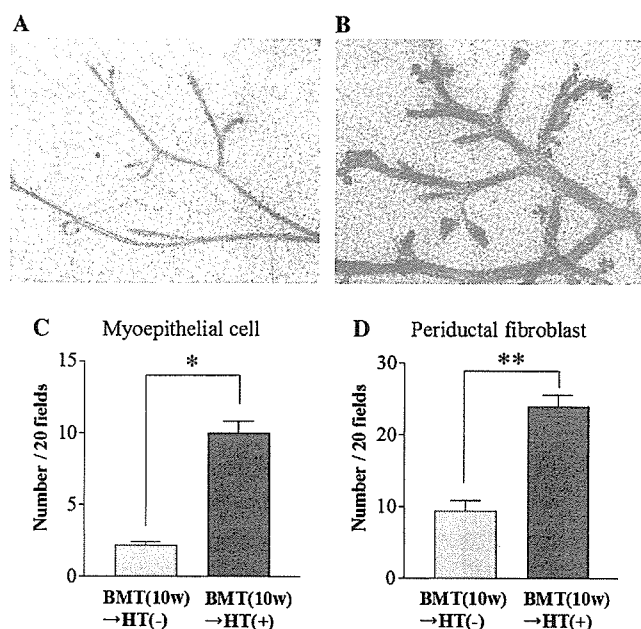 A
B
C Myoepithelial cell
15
10
5
0
Number / 20 fields
*
BMT(10w) BMT(10w)
→HT(-) →HT(+)
D Periductal fibroblast
30
20
10
0
Number / 20 fields
**
BMT(10w) BMT(10w)
→HT(-) →HT(+)